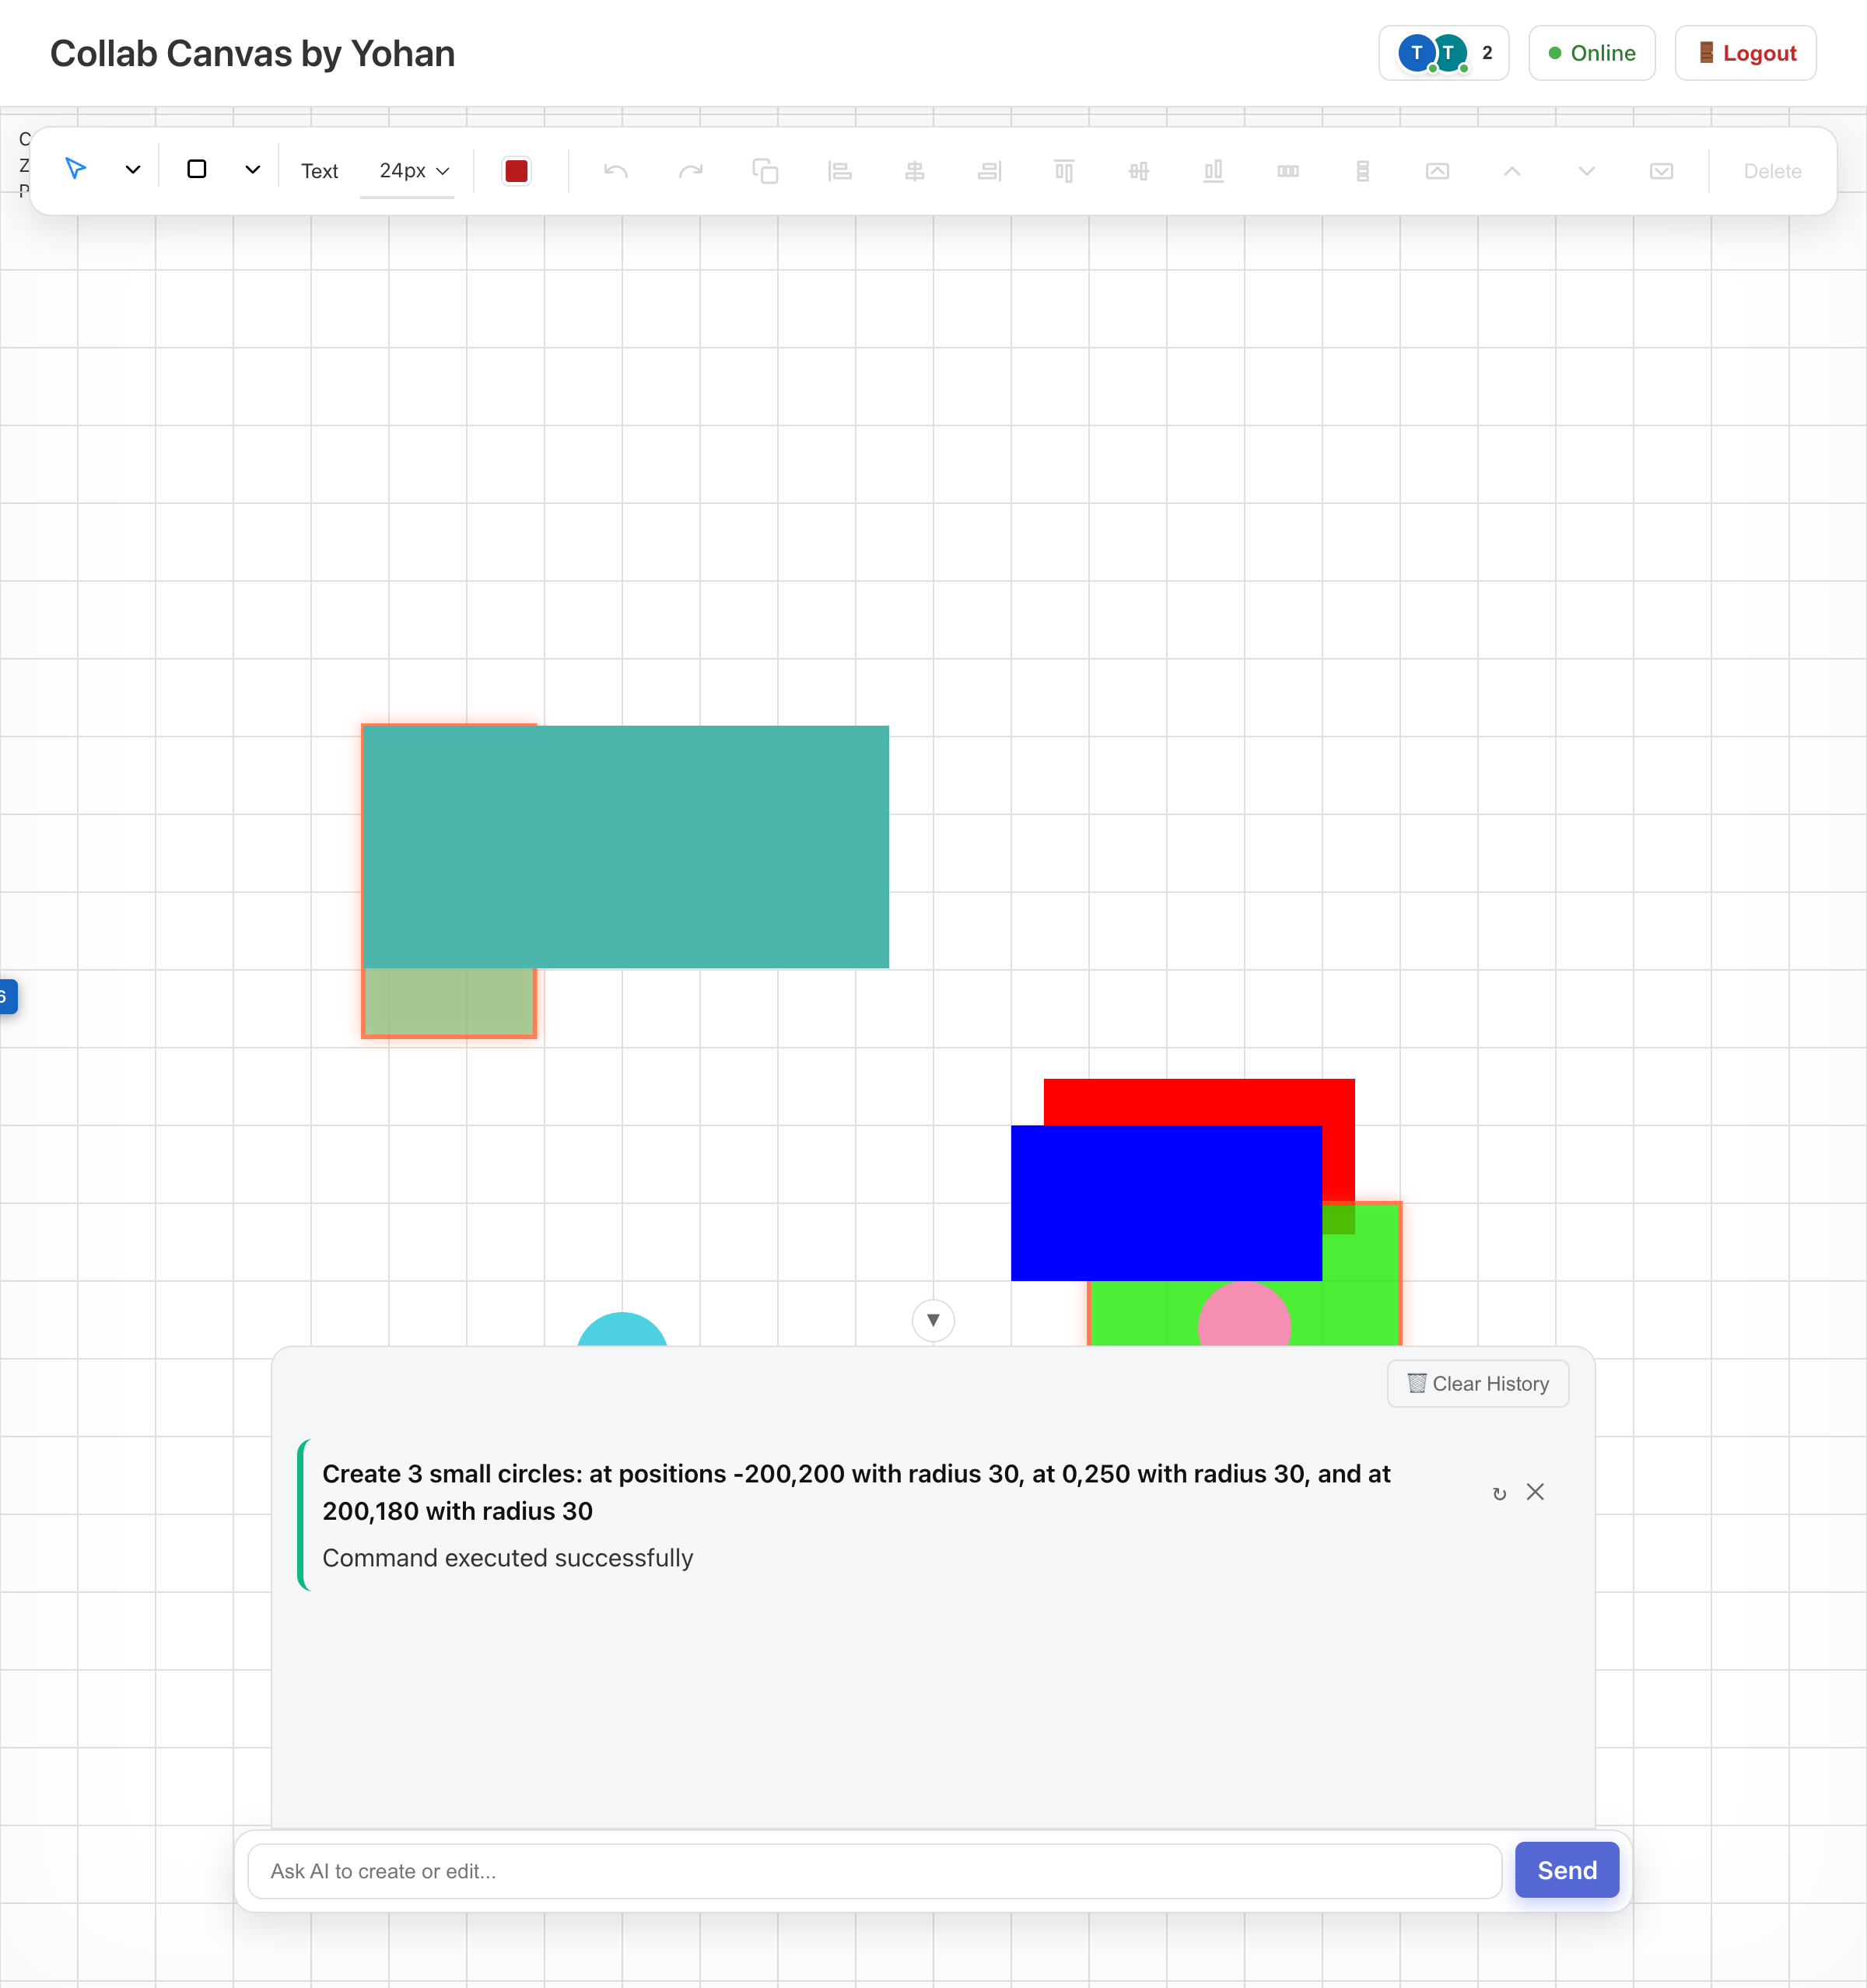 Collab Canvas by Yohan
T T 2
Online
Logout
C
Z
P
Text
24px
Delete
6
Clear History
Create 3 small circles: at positions -200,200 with radius 30, at 0,250 with radius 30, and at
200,180 with radius 30
Command executed successfully
Ask AI to create or edit...
Send